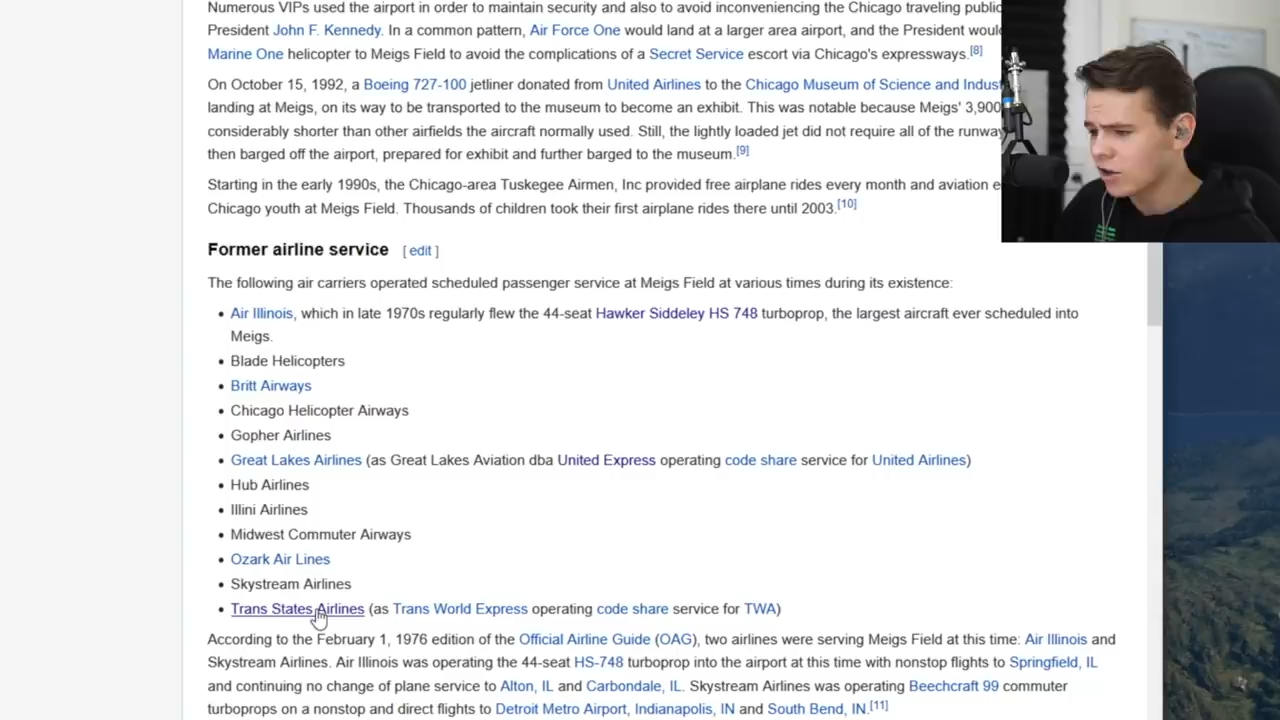 Numerous VIPs used the airport in order to maintain security and also to avoid inconveniencing the Chicago traveling public
President John F. Kennedy. In a common pattern, Air Force One would land at a larger area airport, and the President would
Marine One helicopter to Meigs Field to avoid the complications of a Secret Service escort via Chicago's expressways.[8]
On October 15, 1992, a Boeing 727-100 jetliner donated from United Airlines to the Chicago Museum of Science and
landing at Meigs, on its way to be transported to the museum to become an exhibit. This was notable because Meigs' 3,900
considerably shorter than other airfields the aircraft normally used. Still, the lightly loaded jet did not require all of the runway
then barged off the airport, prepared for exhibit and further barged to the museum.[9]
Starting in the early 1990s, the Chicago-area Tuskegee Airmen, Inc provided free airplane rides every month and aviation
Chicago youth at Meigs Field. Thousands of children took their first airplane rides there until 2003.[10]
Former airline service [ edit ]
The following air carriers operated scheduled passenger service at Meigs Field at various times during its existence:
• Air Illinois, which in late 1970s regularly flew the 44-seat Hawker Siddeley HS 748 turboprop, the largest aircraft ever scheduled into
Meigs.
• Blade Helicopters
• Britt Airways
• Chicago Helicopter Airways
• Gopher Airlines
• Great Lakes Airlines (as Great Lakes Aviation dba United Express operating code share service for United Airlines)
• Hub Airlines
• Illini Airlines
• Midwest Commuter Airways
• Ozark Air Lines
• Skystream Airlines
• Trans States Airlines (as Trans World Express operating code share service for TWA)
According to the February 1, 1976 edition of the Official Airline Guide (OAG), two airlines were serving Meigs Field at this time: Air Illinois and
Skystream Airlines. Air Illinois was operating the 44-seat HS-748 turboprop into the airport at this time with nonstop flights to Springfield, IL
and continuing no change of plane service to Alton, IL and Carbondale, IL. Skystream Airlines was operating Beechcraft 99 commuter
turboprops on a nonstop and direct flights to Detroit Metro Airport, Indianapolis, IN and South Bend, IN.[11]